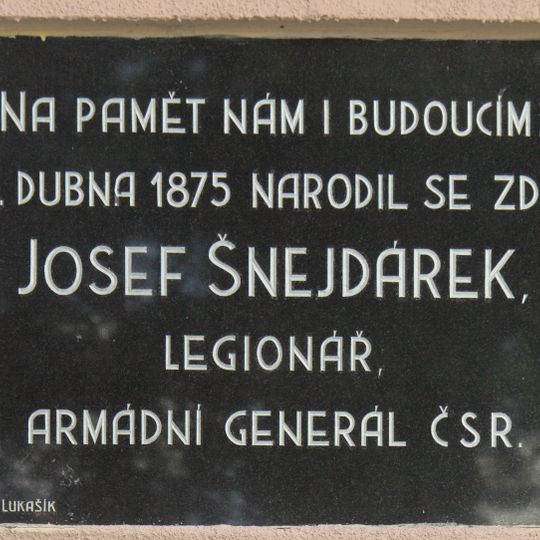 NA PAMĚT NÁM I BUDOUCÍM
. DUBNA 1875 NARODIL SE ZD
JOSEF ŠNEJDÁREK,
LEGIONÁŘ,
ARMÁDNÍ GENERÁL ČSR.
LUKAŠÍK